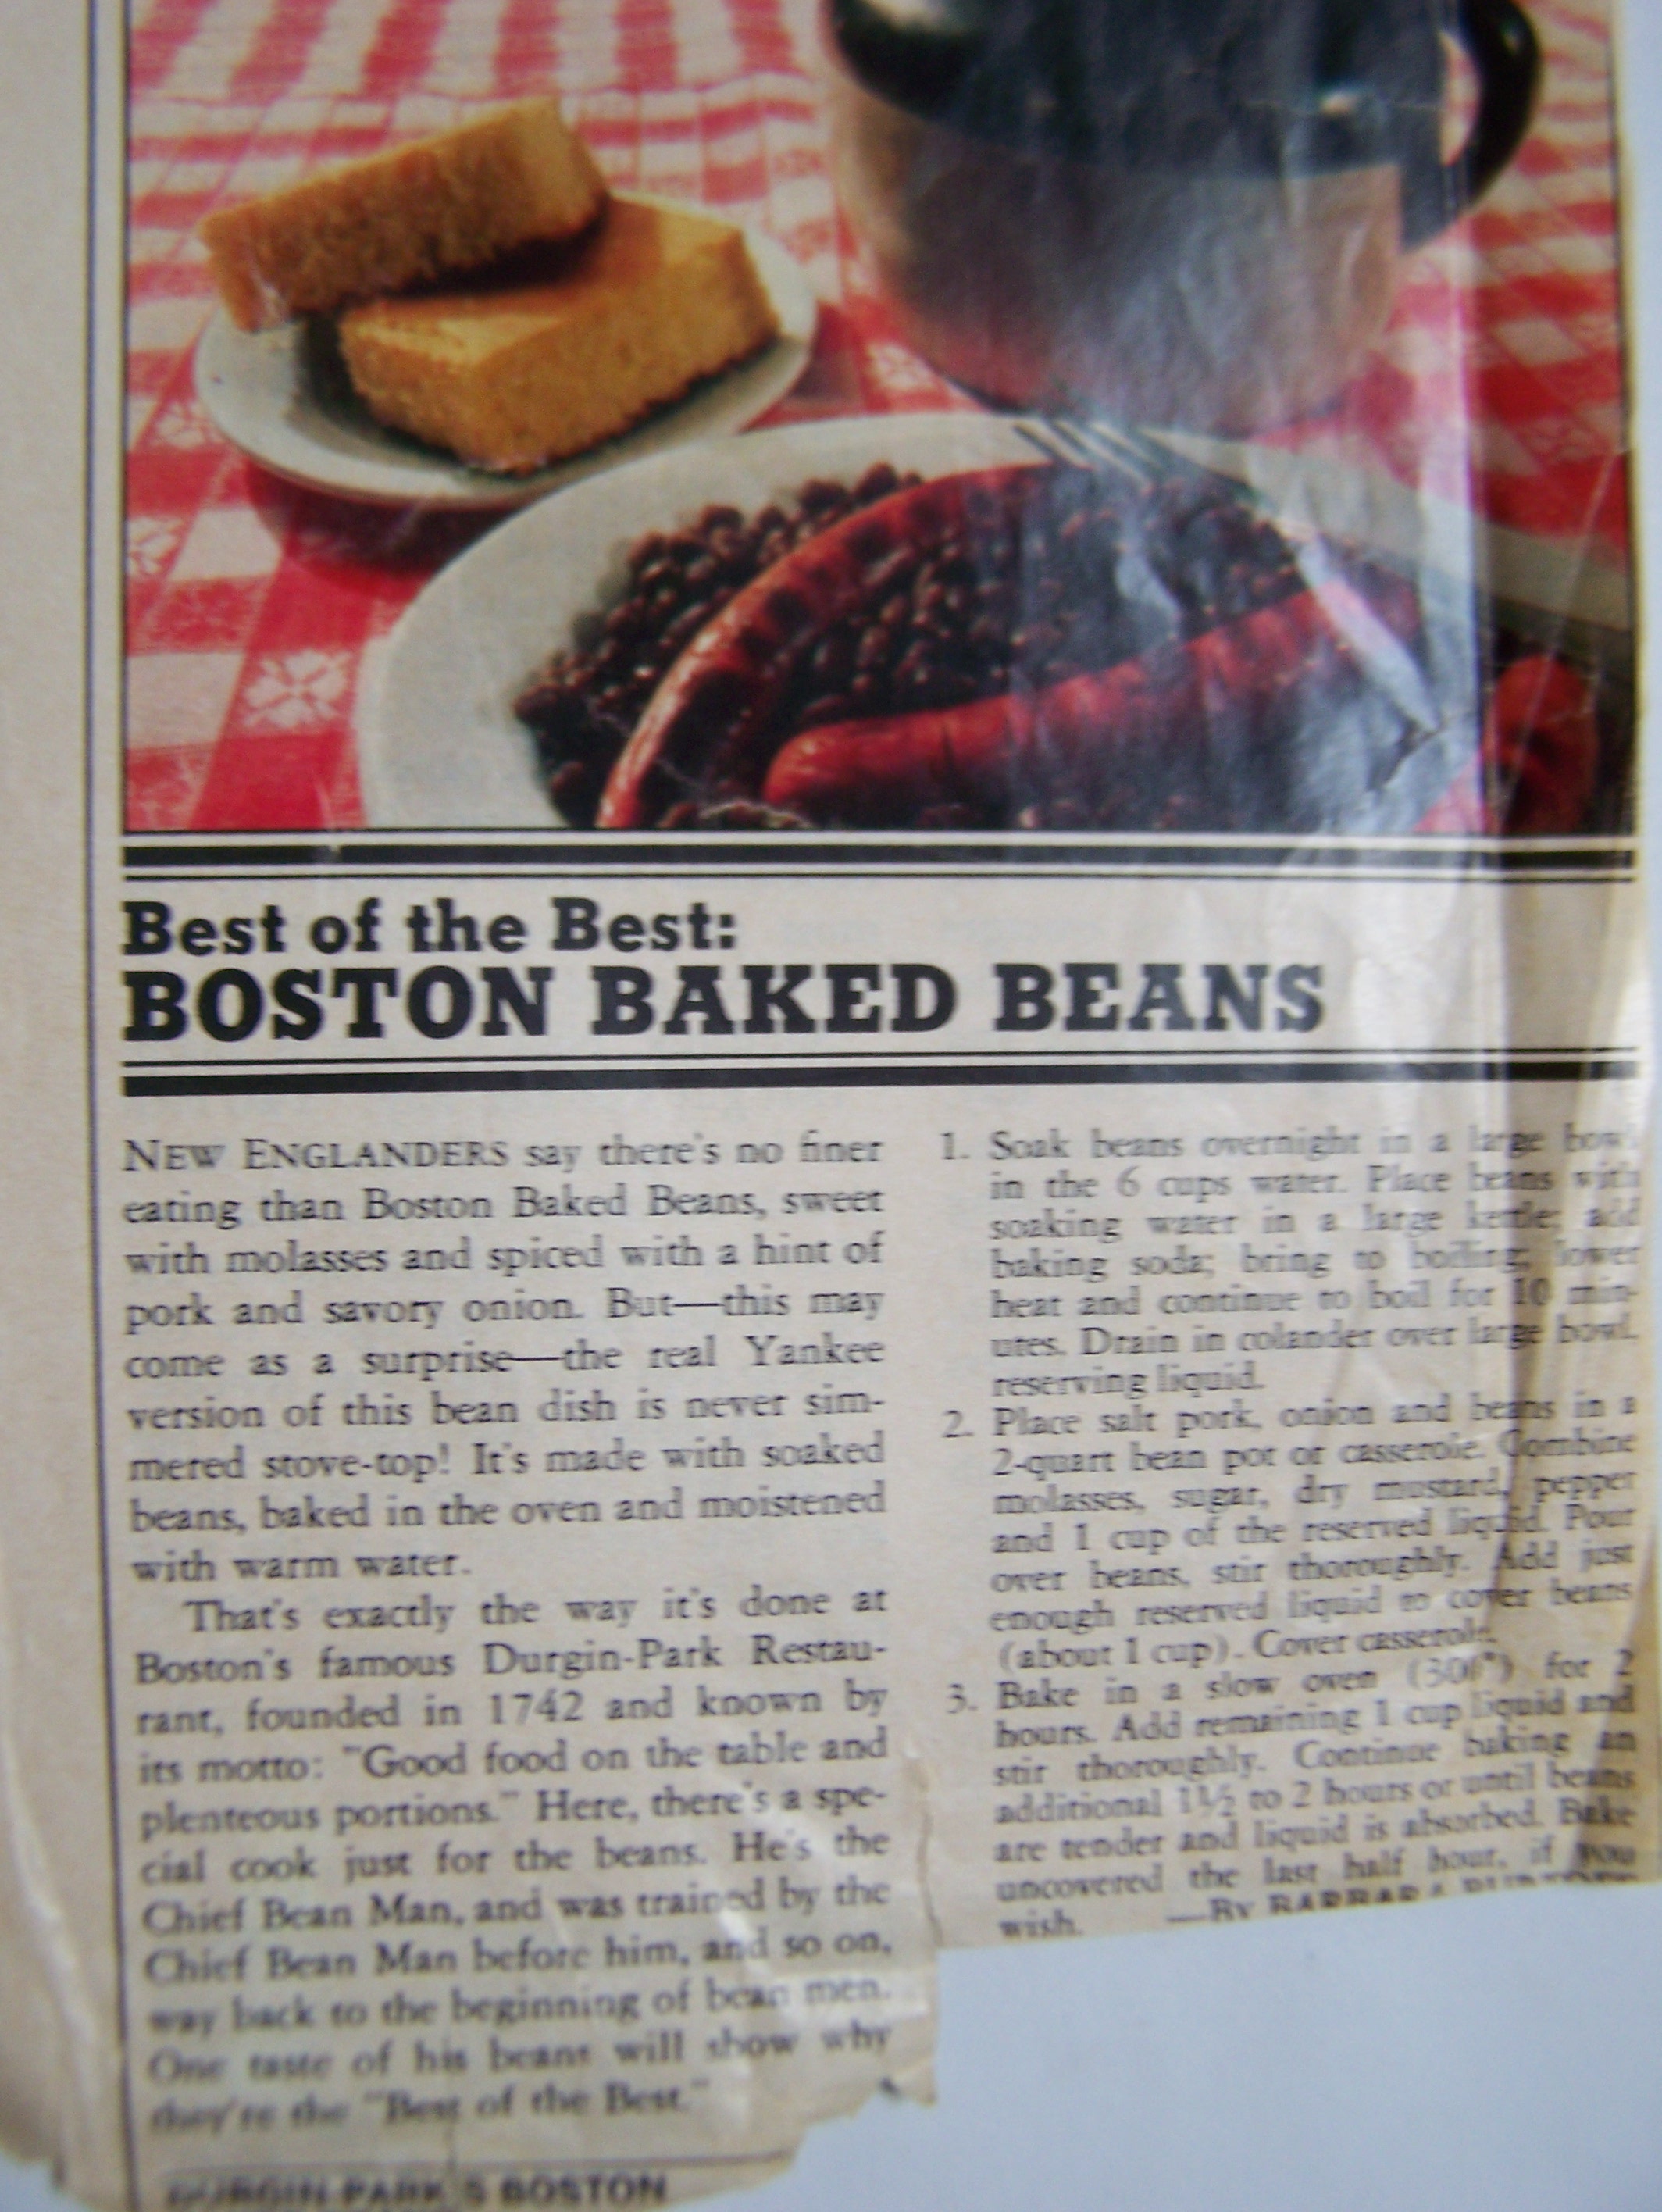 Best of the Best:
BOSTON BAKED BEANS
NEW ENGLANDERS say there's no finer
eating than Boston Baked Beans, sweet
with molasses and spiced with a hint of
pork and savory onion. But—this may
come as a surprise—the real Yankee
version of this bean dish is never sim-
mered stove-top! It's made with soaked
beans, baked in the oven and moistened
with warm water.
That's exactly the way it's done at
Boston's famous Durgin-Park Restau-
rant, founded in 1742 and known by
its motto: "Good food on the table and
plenteous portions." Here, there's a spe-
cial cook just for the beans. He's the
Chief Bean Man, and was trained by the
Chief Bean Man before him, and so on,
way back to the beginning of bean men.
One taste of his beans will show why
they're the "Best of the Best."
DURGIN-PARK'S BOSTON
1. Soak beans overnight in a large bowl
in the 6 cups water. Place beans with
soaking water in a large kettle; add
baking soda; bring to boiling; lower
heat and continue to boil for 10 min-
utes. Drain in colander over large bowl,
reserving liquid.
2. Place salt pork, onion and beans in a
2-quart bean pot or casserole. Combine
molasses, sugar, dry mustard, pepper
and 1 cup of the reserved liquid. Pour
over beans, stir thoroughly. Add just
enough reserved liquid to cover beans
(about 1 cup). Cover casserole.
3. Bake in a slow oven (300°) for 2
hours. Add remaining 1 cup liquid and
stir thoroughly. Continue baking an
additional 1½ to 2 hours or until beans
are tender and liquid is absorbed. Bake
uncovered the last half hour, if you
wish. —BY BARBARA